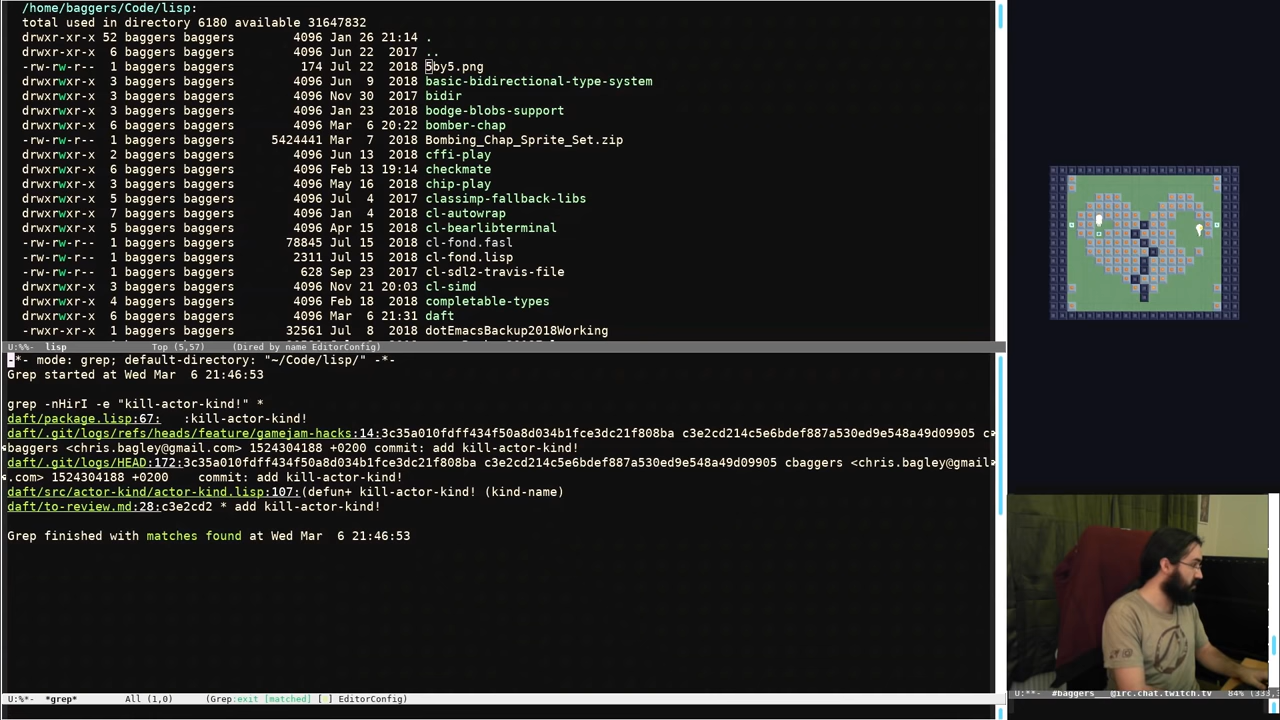 /home/baggers/Code/lisp:
total used in directory 6180 available 31647832
drwxr-xr-x 52 baggers baggers     4096 Jan 26 21:14 .
drwxr-xr-x  6 baggers baggers     4096 Jun 22  2017 ..
-rw-rw-r--  1 baggers baggers      174 Jul 22  2018 5by5.png
drwxrwxr-x  3 baggers baggers     4096 Jun  9  2018 basic-bidirectional-type-system
drwxrwxr-x  3 baggers baggers     4096 Nov 30  2017 bidir
drwxrwxr-x  3 baggers baggers     4096 Jan 23  2018 bodge-blobs-support
drwxrwxr-x  6 baggers baggers     4096 Mar  6 20:22 bomber-chap
-rw-rw-r--  1 baggers baggers  5424441 Mar  7  2018 Bombing_Chap_Sprite_Set.zip
drwxrwxr-x  2 baggers baggers     4096 Jun 13  2018 cffi-play
drwxrwxr-x  6 baggers baggers     4096 Feb 13 19:14 checkmate
drwxrwxr-x  3 baggers baggers     4096 May 16  2018 chip-play
drwxrwxr-x  5 baggers baggers     4096 Jul  4  2017 classimp-fallback-libs
drwxrwxr-x  7 baggers baggers     4096 Jan  4  2018 cl-autowrap
drwxrwxr-x  5 baggers baggers     4096 Apr 15  2018 cl-bearlibterminal
-rw-rw-r--  1 baggers baggers    78845 Jul 15  2018 cl-fond.fasl
-rw-rw-r--  1 baggers baggers     2311 Jul 15  2018 cl-fond.lisp
-rw-rw-r--  1 baggers baggers      628 Sep 23  2017 cl-sdl2-travis-file
drwxrwxr-x  3 baggers baggers     4096 Nov 21 20:03 cl-simd
drwxrwxr-x  4 baggers baggers     4096 Feb 18  2018 completable-types
drwxrwxr-x  6 baggers baggers     4096 Mar  6 21:31 daft
-rwxrwxr-x  1 baggers baggers    32561 Jul  8  2018 dotEmacsBackup2018Working
U:%%-  lisp           Top (5,57)     (Dired by name EditorConfig)
-*- mode: grep; default-directory: "~/Code/lisp/" -*-
Grep started at Wed Mar  6 21:46:53
grep -nHirI -e "kill-actor-kind!" *
daft/package.lisp:67:   :kill-actor-kind!
daft/.git/logs/refs/heads/feature/gamejam-hacks:14:3c35a010fdff434f50a8d034b1fce3dc21f808ba c3e2cd214c5e6bdef887a530ed9e548a49d09905 c
baggers <chris.bagley@gmail.com> 1524304188 +0200 commit: add kill-actor-kind!
daft/.git/logs/HEAD:172:3c35a010fdff434f50a8d034b1fce3dc21f808ba c3e2cd214c5e6bdef887a530ed9e548a49d09905 cbaggers <chris.bagley@gmail
.com> 1524304188 +0200    commit: add kill-actor-kind!
daft/src/actor-kind/actor-kind.lisp:107:(defun+ kill-actor-kind! (kind-name)
daft/to-review.md:28:c3e2cd2 * add kill-actor-kind!
Grep finished with matches found at Wed Mar  6 21:46:53
U:%*-  *grep*         All (1,0)      (Grep:exit [matched] [ ] EditorConfig)
U:**-  #baggers___@irc.chat.twitch.tv   84% (333,